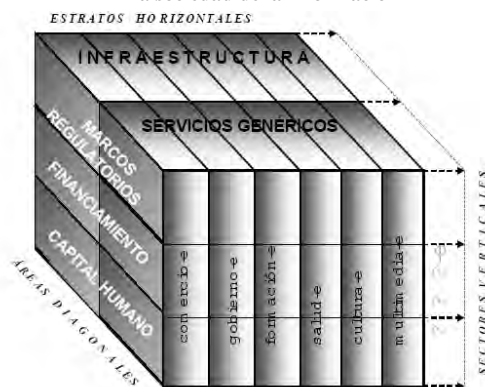 ESTRATOS HORIZONTALES
INFRAESTRUCTURA
SERVICIOS GENÉRICOS
MARCOS
REGULATORIOS
FINANCIAMIENTO
CAPITAL HUMANO
ÁREAS DIAGONALES
comercio-e
gobierno-e
formación-e
salud-e
cultura-e
multimedia-e
SECTORES VERTACALES